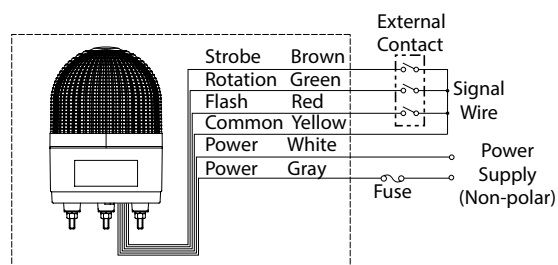 External
Contact
Strobe Brown
Rotation Green
Flash Red
Common Yellow
Power White
Power Gray
Signal
Wire
Fuse
Power
Supply
(Non-polar)